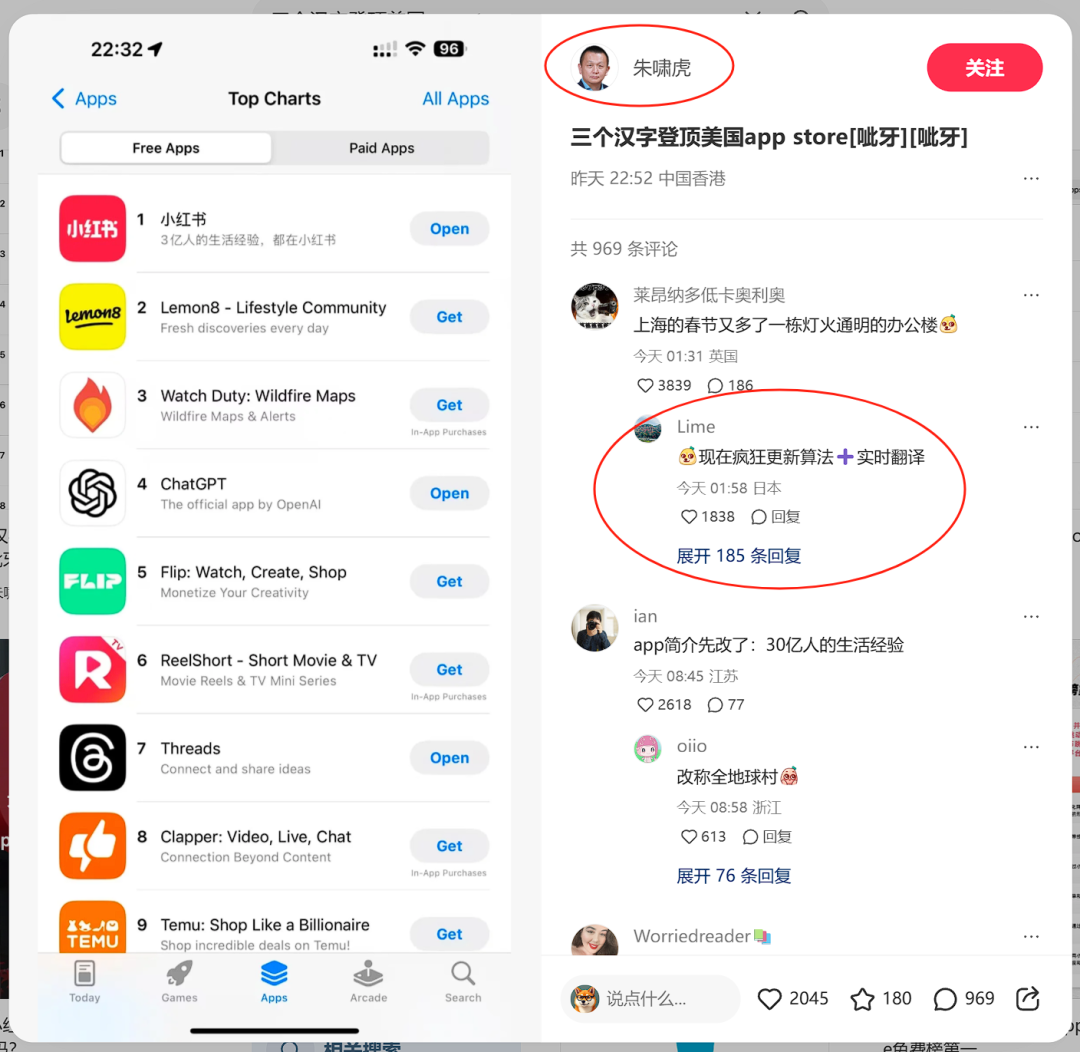 22:32
96
Apps
Top Charts
All Apps
Free Apps
Paid Apps
小红书
1
小红书
3亿人的生活经验，都在小红书
Open
Lemon8
2
Lemon8 - Lifestyle Community
Fresh discoveries every day
Get
3
Watch Duty: Wildfire Maps
Wildfire Maps & Alerts
Get
In-App Purchases
4
ChatGPT
The official app by OpenAI
Open
FLIP
5
Flip: Watch, Create, Shop
Monetize Your Creativity
Get
R TV
6
ReelShort - Short Movie & TV
Movie Reels & TV Mini Series
Get
In-App Purchases
7
Threads
Connect and share ideas
Open
8
Clapper: Video, Live, Chat
Connection Beyond Content
Get
In-App Purchases
TEMU
9
Temu: Shop Like a Billionaire
Shop incredible deals on Temu!
Get
Today
Games
Apps
Arcade
Search
朱啸虎
关注
三个汉字登顶美国app store[呲牙][呲牙]
昨天 22:52 中国香港
共 969 条评论
莱昂纳多低卡奥利奥
上海的春节又多了一栋灯火通明的办公楼
今天 01:31 英国
3839 186
Lime
现在疯狂更新算法➕实时翻译
今天 01:58 日本
1838 回复
展开 185 条回复
ian
app简介先改了：30亿人的生活经验
今天 08:45 江苏
2618 77
oiio
改称全地球村
今天 08:58 浙江
613 回复
展开 76 条回复
Worriedreader
说点什么...
2045
180
969